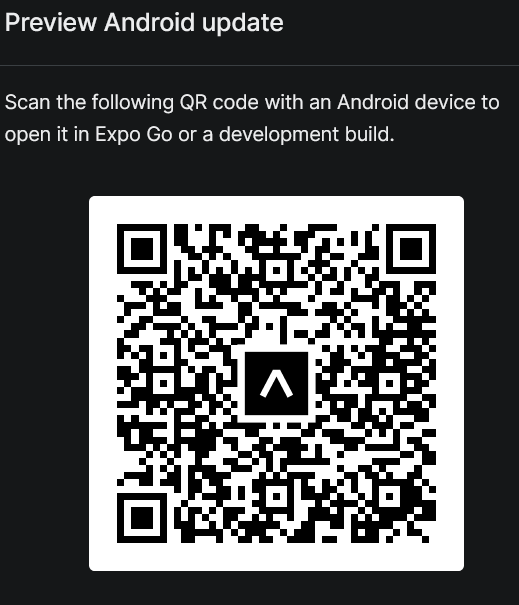 Preview Android update
Scan the following QR code with an Android device to
open it in Expo Go or a development build.